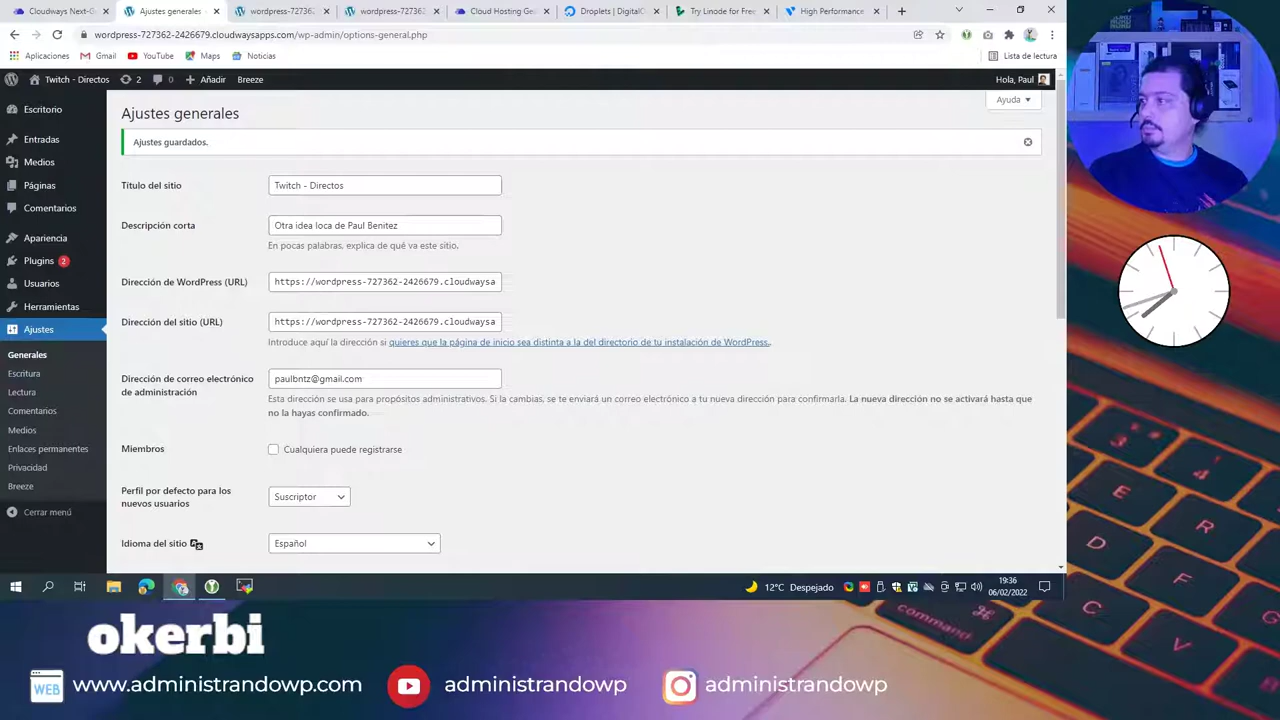 Cloudways Next-G
Ajustes generales
wordpress-727362
wordpress-727362
Cloud Hosting Ge
Droplets | DigitalC
Try Linode for Free
High Performance
wordpress-727362-2426679.cloudwaysapps.com/wp-admin/options-general.php
Aplicaciones
Gmail
YouTube
Maps
Noticias
Lista de lectura
Twitch - Directos
2
0
Añadir
Breeze
Hola, Paul
Escritorio
Entradas
Medios
Páginas
Comentarios
Apariencia
Plugins 2
Usuarios
Herramientas
Ajustes
Generales
Escritura
Lectura
Comentarios
Medios
Enlaces permanentes
Privacidad
Breeze
Cerrar menú
Ayuda
Ajustes generales
Ajustes guardados.
Título del sitio
Twitch - Directos
Descripción corta
Otra idea loca de Paul Benitez
En pocas palabras, explica de qué va este sitio.
Dirección de WordPress (URL)
https://wordpress-727362-2426679.cloudwaysa
Dirección del sitio (URL)
https://wordpress-727362-2426679.cloudwaysa
Introduce aquí la dirección si quieres que la página de inicio sea distinta a la del directorio de tu instalación de WordPress.
Dirección de correo electrónico
de administración
paulbntz@gmail.com
Esta dirección se usa para propósitos administrativos. Si la cambias, se te enviará un correo electrónico a tu nueva dirección para confirmarla. La nueva dirección no se activará hasta que
no la hayas confirmado.
Miembros
Cualquiera puede registrarse
Perfil por defecto para los
nuevos usuarios
Suscriptor
Idioma del sitio
Español
12°C Despejado
19:36
06/02/2022
okerbi
WEB
www.administrandowp.com
administrandowp
administrandowp
3
4
E
R
D
F
C
V
command